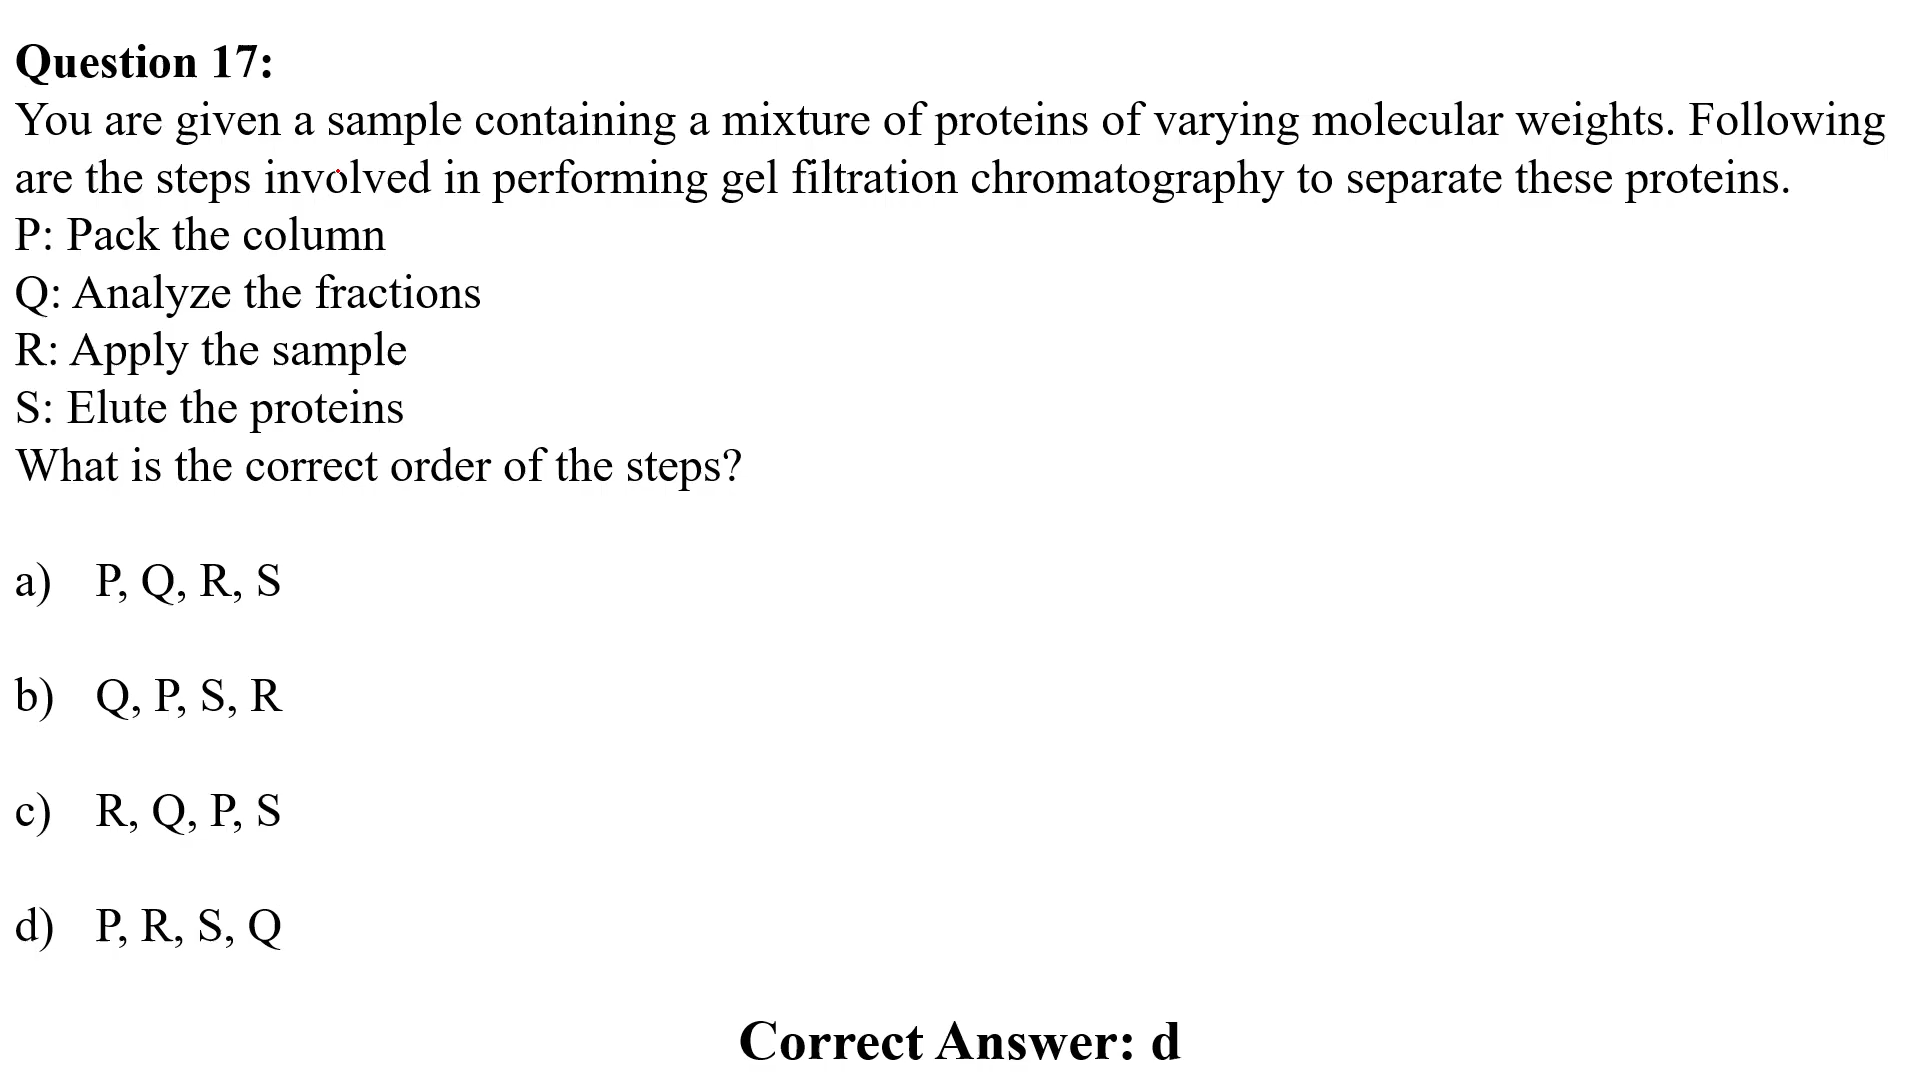 Question 17:
You are given a sample containing a mixture of proteins of varying molecular weights. Following
are the steps involved in performing gel filtration chromatography to separate these proteins.
P: Pack the column
Q: Analyze the fractions
R: Apply the sample
S: Elute the proteins
What is the correct order of the steps?
a) P, Q, R, S
b) Q, P, S, R
c) R, Q, P, S
d) P, R, S, Q
Correct Answer: d